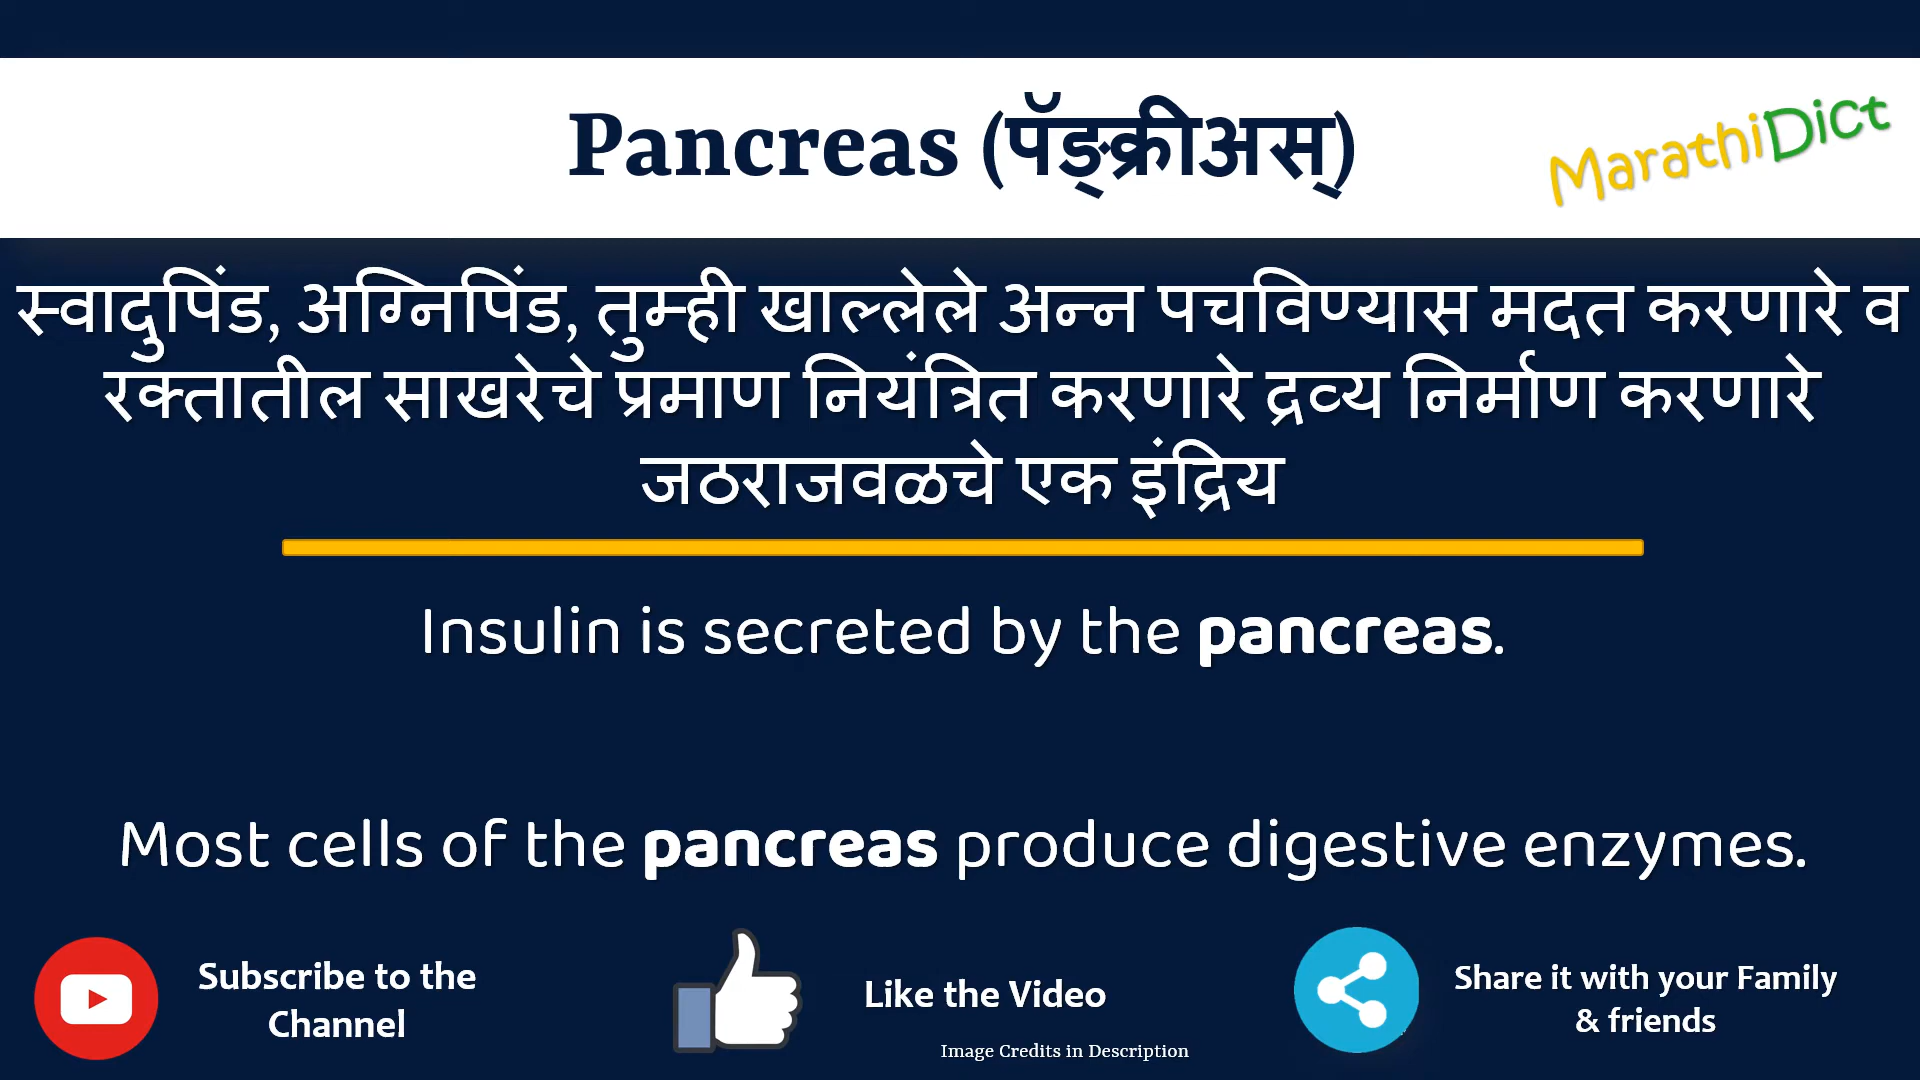 Pancreas (पॅङ्क्रीअस्)
MarathiDict
स्वादुपिंड, अग्निपिंड, तुम्ही खाल्लेले अन्न पचविण्यास मदत करणारे व
रक्तातील साखरेचे प्रमाण नियंत्रित करणारे द्रव्य निर्माण करणारे
जठराजवळचे एक इंद्रिय
Insulin is secreted by the pancreas.
Most cells of the pancreas produce digestive enzymes.
Subscribe to the
Channel
Like the Video
Image Credits in Description
Share it with your Family
& friends